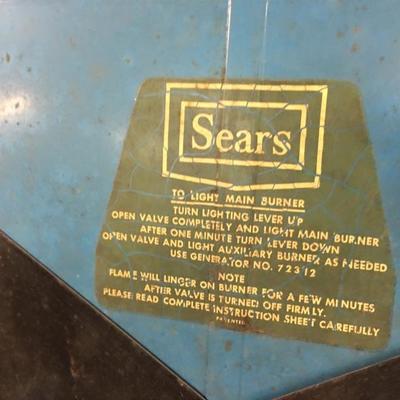 Sears
TO LIGHT MAIN BURNER
TURN LIGHTING LEVER UP
OPEN VALVE COMPLETELY AND LIGHT MAIN BURNER
AFTER ONE MINUTE TURN LEVER DOWN
OPEN VALVE AND LIGHT AUXILIARY BURNER AS NEEDED
USE GENERATOR NO. 72312
NOTE
FLAME WILL LINGER ON BURNER FOR A FEW MINUTES
AFTER VALVE IS TURNED OFF FIRMLY.
PLEASE READ COMPLETE INSTRUCTION SHEET CAREFULLY
PATENTED